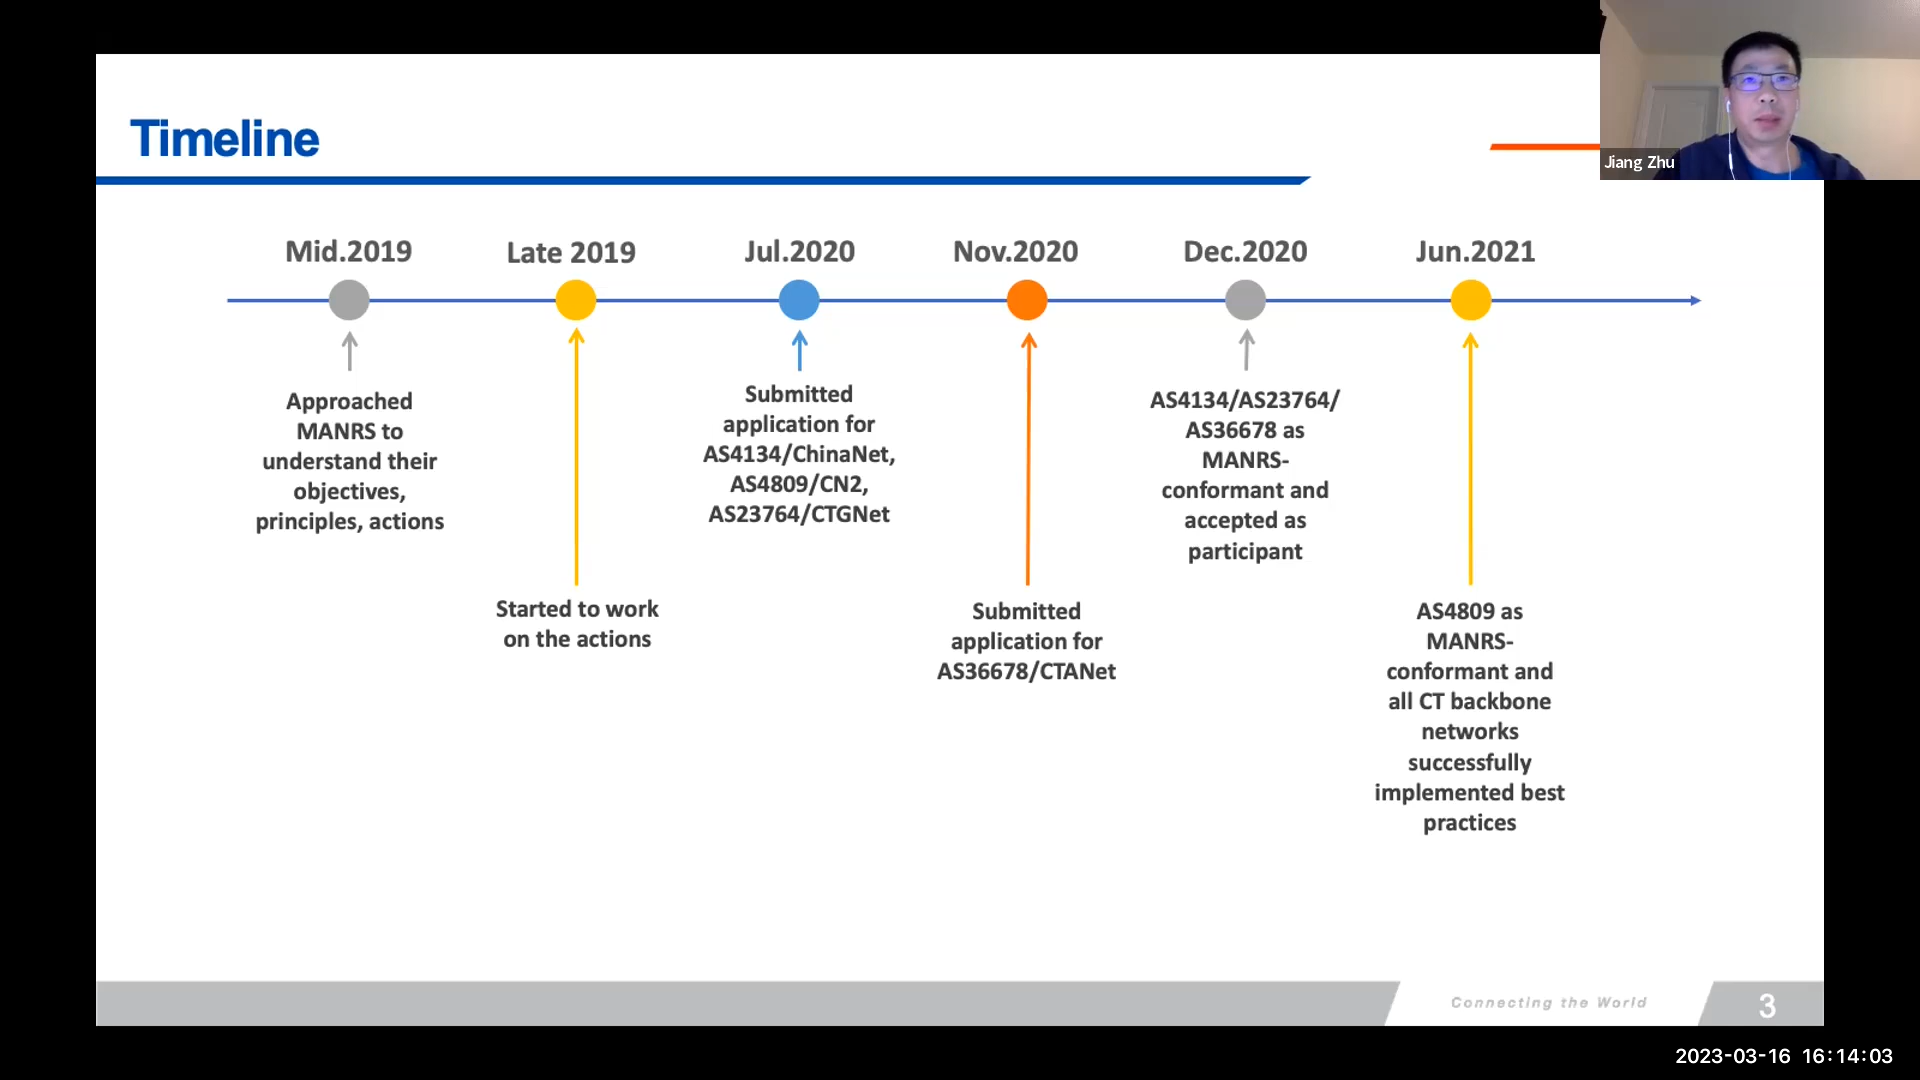 Timeline
Jiang Zhu
Mid.2019
Late 2019
Jul.2020
Nov.2020
Dec.2020
Jun.2021
Approached
MANRS to
understand their
objectives,
principles, actions
Started to work
on the actions
Submitted
application for
AS4134/ChinaNet,
AS4809/CN2,
AS23764/CTGNet
Submitted
application for
AS36678/CTANet
AS4134/AS23764/
AS36678 as
MANRS-
conformant and
accepted as
participant
AS4809 as
MANRS-
conformant and
all CT backbone
networks
successfully
implemented best
practices
Connecting the World
3
2023-03-16 16:14:03